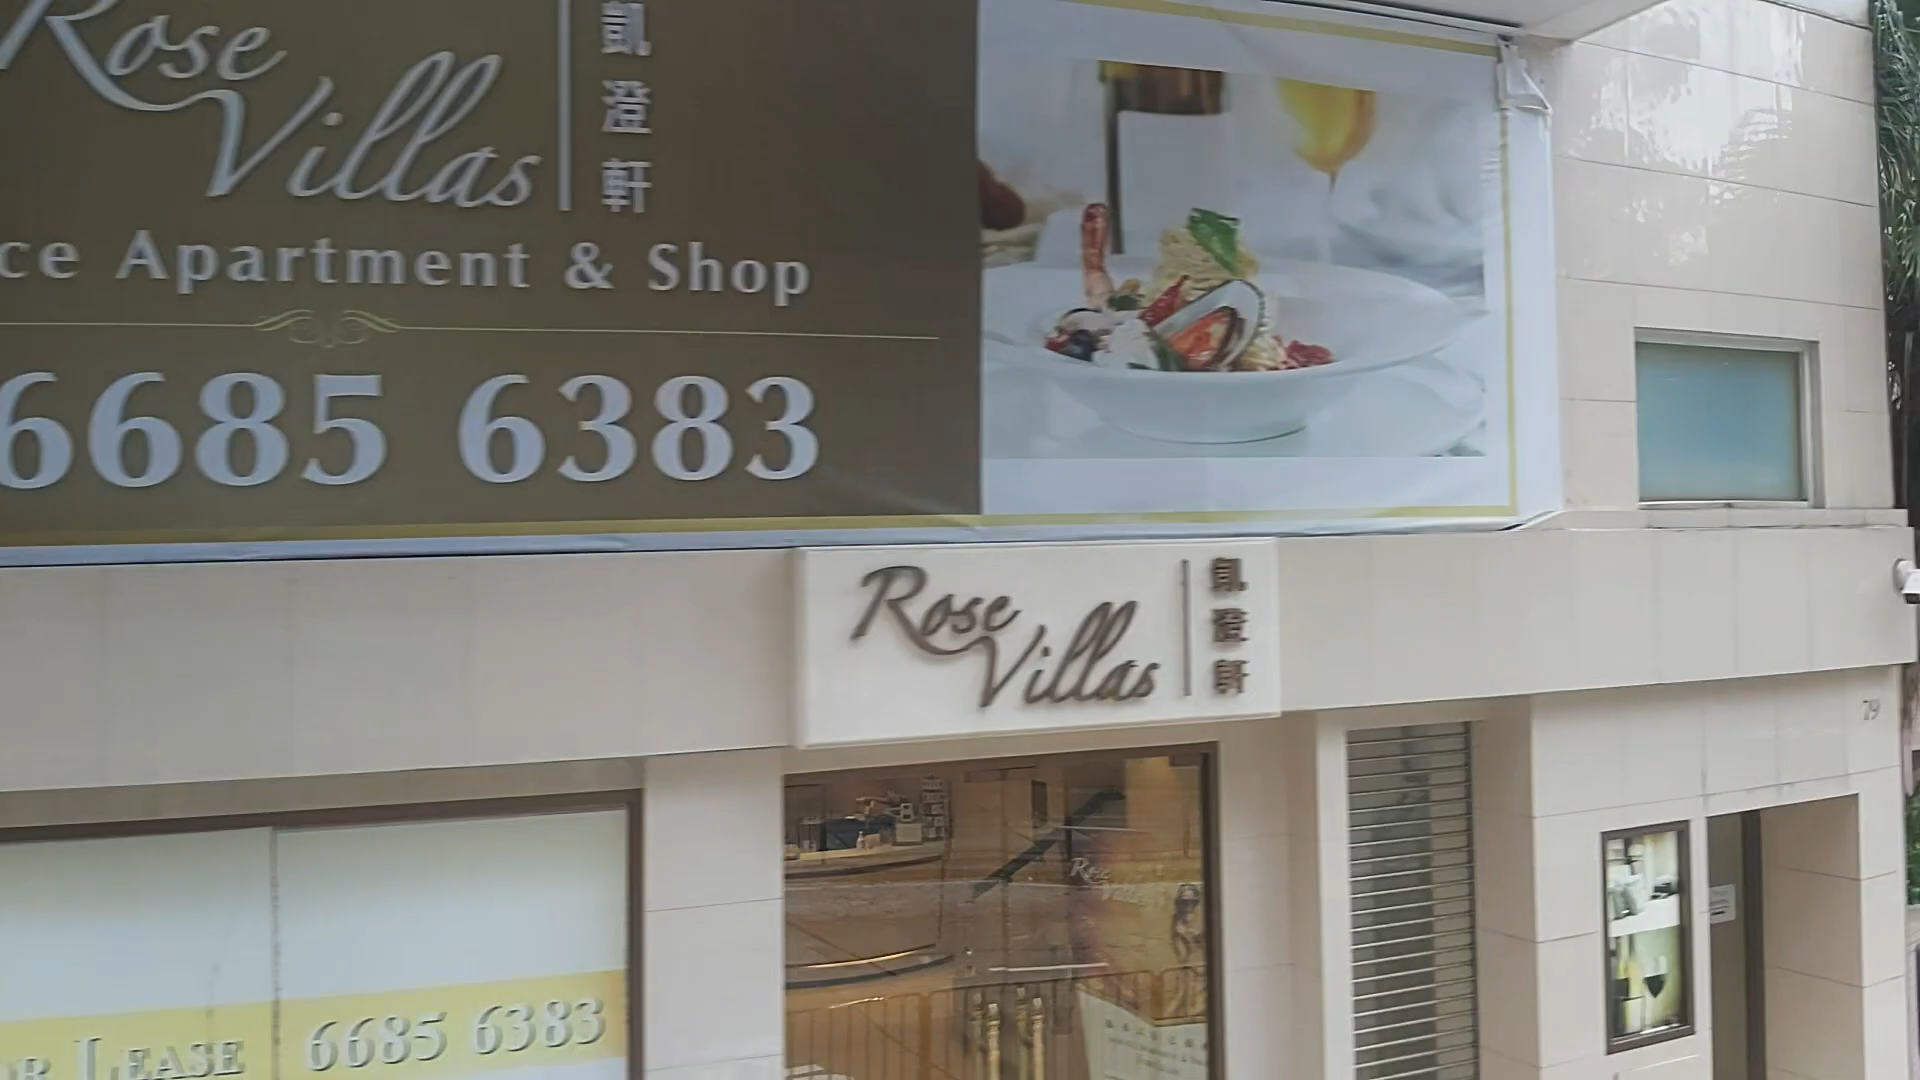 Rose
Villas
凱澄軒
ce Apartment & Shop
6685 6383
Rose
Villas
凱澄軒
79
Rose
R LEASE 6685 6383